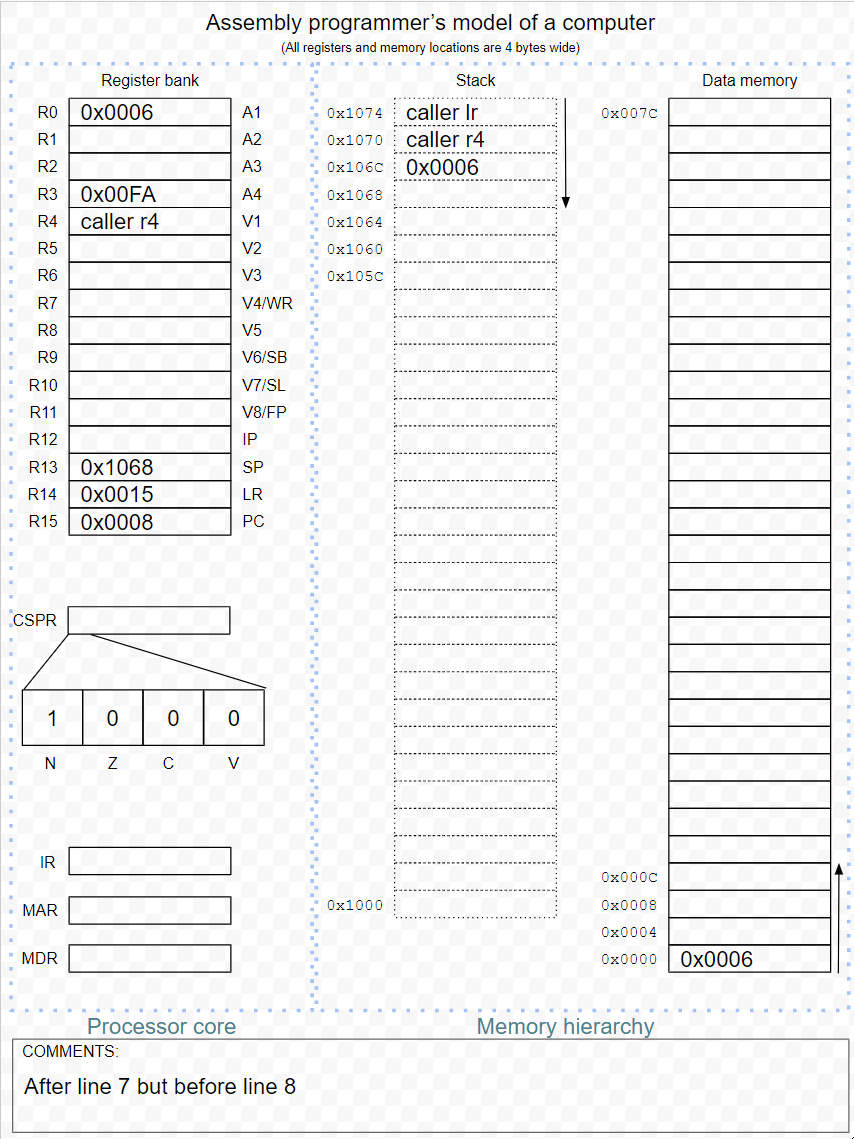 Assembly programmer’s model of a computer
(All registers and memory locations are 4 bytes wide)
Register bank
Stack
Data memory
R0 0x0006 A1
R1 A2
R2 A3
R3 0x00FA A4
R4 caller r4 V1
R5 V2
R6 V3
R7 V4/WR
R8 V5
R9 V6/SB
R10 V7/SL
R11 V8/FP
R12 IP
R13 0x1068 SP
R14 0x0015 LR
R15 0x0008 PC
CSPR
1 0 0 0
N Z C V
IR
MAR
MDR
0x1074 caller lr
0x1070 caller r4
0x106C 0x0006
0x1068
0x1064
0x1060
0x105C
0x1000
0x007C
0x000C
0x0008
0x0004
0x0000 0x0006
Processor core
Memory hierarchy
COMMENTS:
After line 7 but before line 8